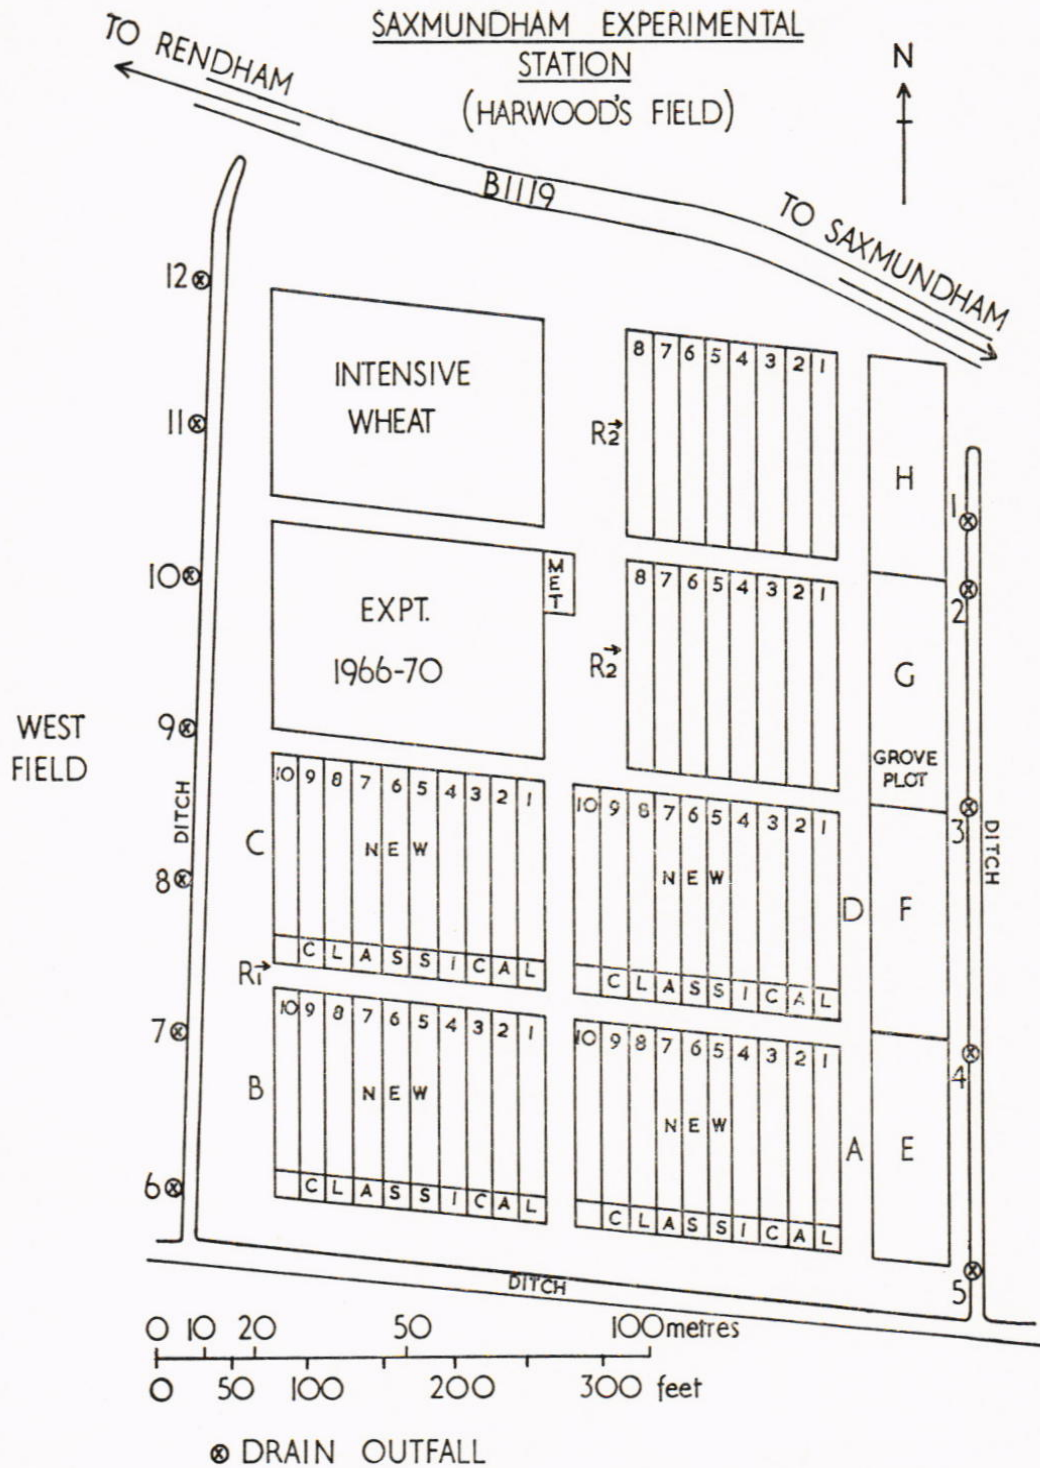 SAXMUNDHAM EXPERIMENTAL
STATION
(HARWOOD'S FIELD)
N
TO RENDHAM
B1119
TO SAXMUNDHAM
12
11
10
9
8
7
6
WEST
FIELD
DITCH
INTENSIVE
WHEAT
EXPT.
1966-70
MET
R2
8 7 6 5 4 3 2 1
R2
8 7 6 5 4 3 2 1
H
G
GROVE
PLOT
F
E
1
2
3
4
5
DITCH
C
10 9 8 7 6 5 4 3 2 1
NEW
CLASSICAL
D
10 9 8 7 6 5 4 3 2 1
NEW
CLASSICAL
R1
B
10 9 8 7 6 5 4 3 2 1
NEW
CLASSICAL
A
10 9 8 7 6 5 4 3 2 1
NEW
CLASSICAL
DITCH
0 10 20 50 100 metres
0 50 100 200 300 feet
DRAIN OUTFALL